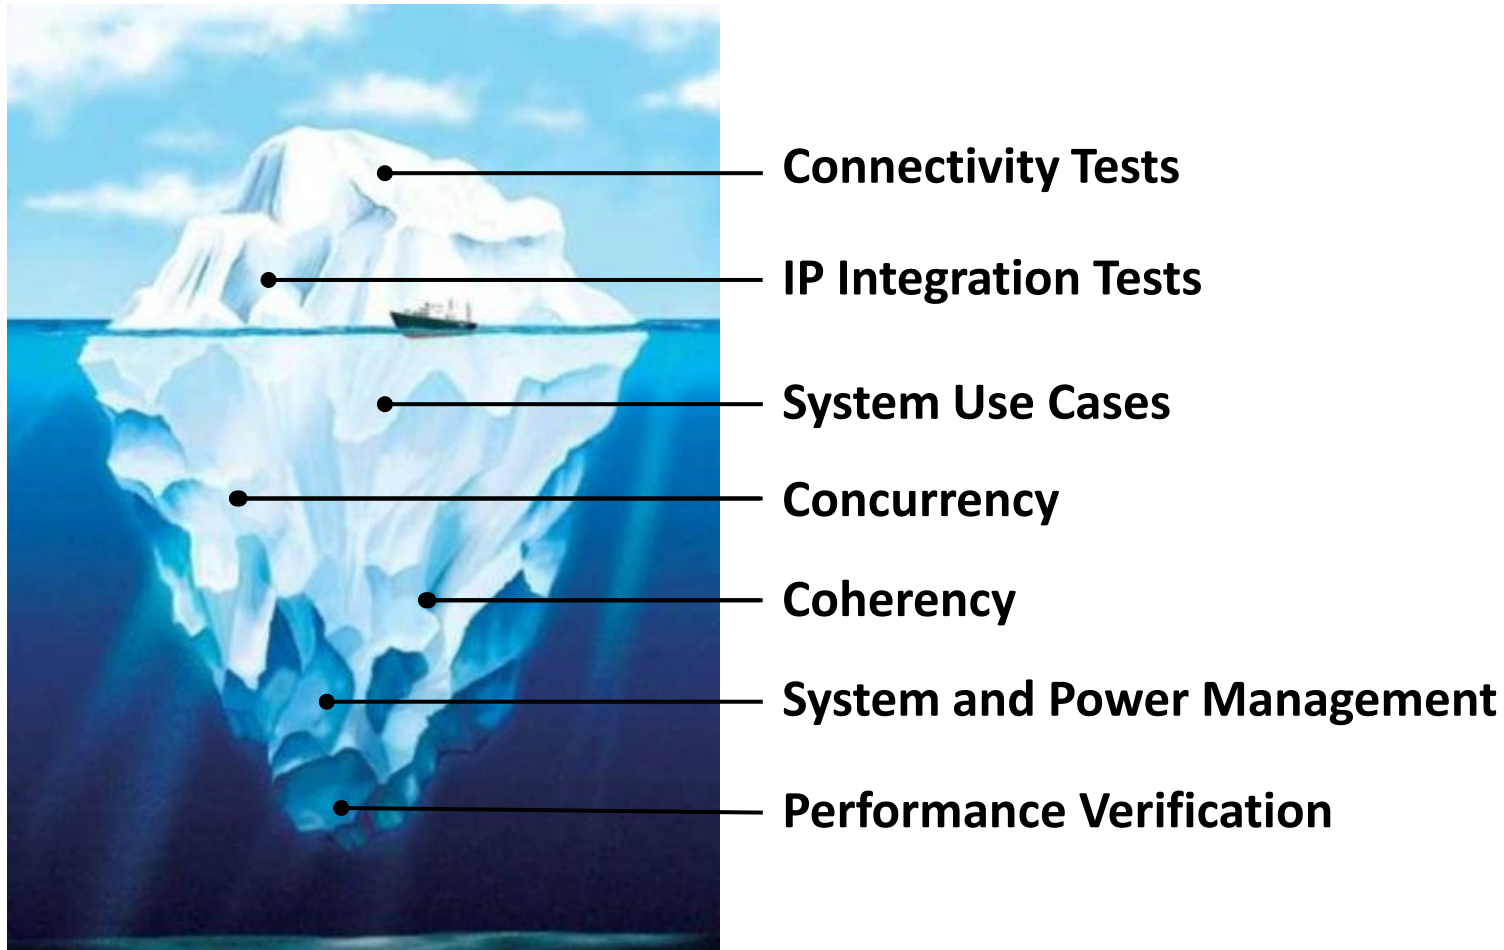 Connectivity Tests
IP Integration Tests
System Use Cases
Concurrency
Coherency
System and Power Management
Performance Verification